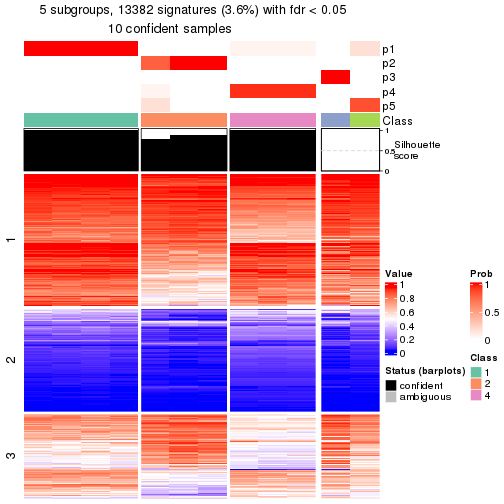 5 subgroups, 13382 signatures (3.6%) with fdr < 0.05
10 confident samples
p1
p2
p3
p4
p5
Class
1
0.5
0
Silhouette
score
1
2
3
Value
1
0.8
0.6
0.4
0.2
0
Prob
1
0.5
0
Status (barplots)
confident
ambiguous
Class
1
2
4